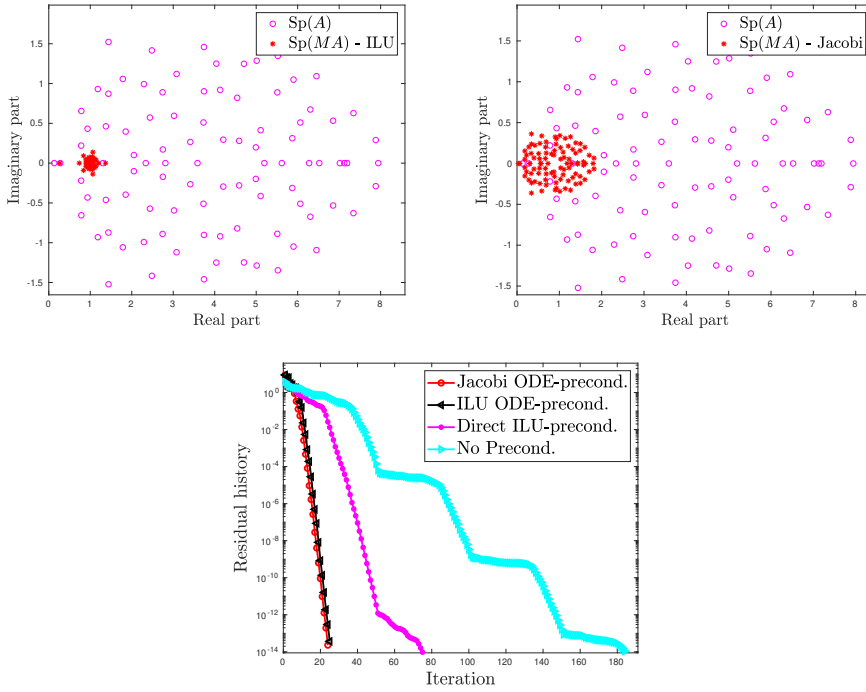 Sp(A)
Sp(MA) - ILU
1.5
1
0.5
0
-0.5
-1
-1.5
Imaginary part
0 1 2 3 4 5 6 7 8
Real part
Sp(A)
Sp(MA) - Jacobi
1.5
1
0.5
0
-0.5
-1
-1.5
Imaginary part
0 1 2 3 4 5 6 7 8
Real part
Jacobi ODE-precond.
ILU ODE-precond.
Direct ILU-precond.
No Precond.
10^0
10^-2
10^-4
10^-6
10^-8
10^-10
10^-12
10^-14
Residual history
0 20 40 60 80 100 120 140 160 180
Iteration